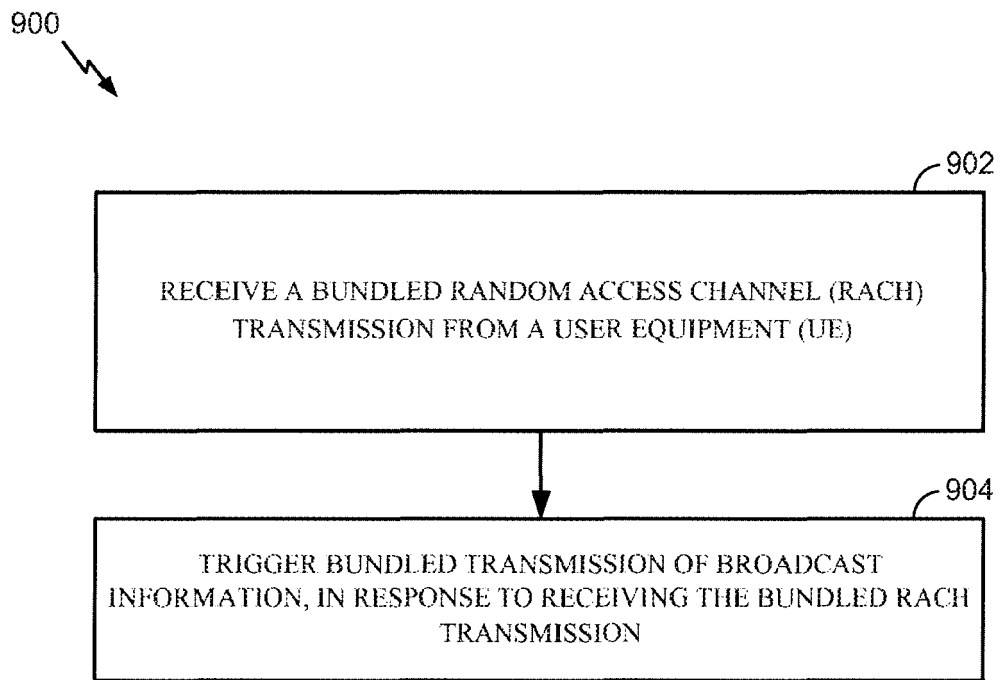 900
902
RECEIVE A BUNDLED RANDOM ACCESS CHANNEL (RACH)
TRANSMISSION FROM A USER EQUIPMENT (UE)
904
TRIGGER BUNDLED TRANSMISSION OF BROADCAST
INFORMATION, IN RESPONSE TO RECEIVING THE BUNDLED RACH
TRANSMISSION